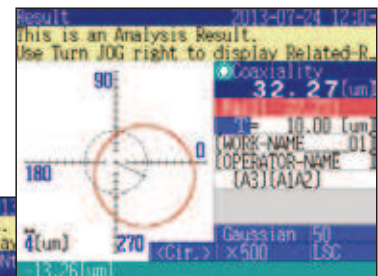 Result 2013-07-24 12:0
This is an Analysis Result.
Use Turn JOG right to display Related-R
Coaxiality
32.27[um]
T= 10.00 [um]
[WORK-NAME 01]
[OPERATOR-NAME
(A3)(A1A2)
90
0
180
270
4[um]
<Cir.>
Gaussian 50
×500 LSC
-13.26[um]